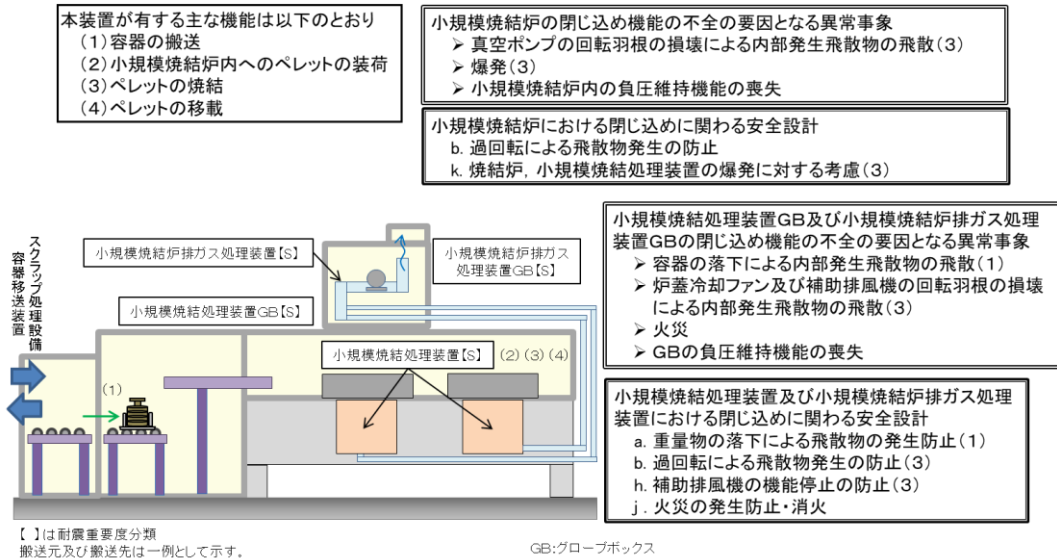 本装置が有する主な機能は以下のとおり
(1)容器の搬送
(2)小規模焼結炉内へのペレットの装荷
(3)ペレットの焼結
(4)ペレットの移載
小規模焼結炉の閉じ込め機能の不全の要因となる異常事象
➢ 真空ポンプの回転羽根の損壊による内部発生飛散物の飛散(3)
➢ 爆発(3)
➢ 小規模焼結炉内の負圧維持機能の喪失
小規模焼結炉における閉じ込めに関わる安全設計
b. 過回転による飛散物発生の防止
k. 焼結炉，小規模焼結処理装置の爆発に対する考慮(3)
スクラップ処理設備
容器移送装置
小規模焼結炉排ガス処理装置【S】
小規模焼結炉排ガス
処理装置GB【S】
小規模焼結処理装置GB【S】
小規模焼結処理装置【S】
(2)(3)(4)
(1)
小規模焼結処理装置GB及び小規模焼結炉排ガス処理
装置GBの閉じ込め機能の不全の要因となる異常事象
➢ 容器の落下による内部発生飛散物の飛散(1)
➢ 炉蓋冷却ファン及び補助排風機の回転羽根の損壊
による内部発生飛散物の飛散(3)
➢ 火災
➢ GBの負圧維持機能の喪失
小規模焼結処理装置及び小規模焼結炉排ガス処理
装置における閉じ込めに関わる安全設計
a. 重量物の落下による飛散物の発生防止(1)
b. 過回転による飛散物発生の防止(3)
h. 補助排風機の機能停止の防止(3)
j. 火災の発生防止・消火
【 】は耐震重要度分類
搬送元及び搬送先は一例として示す。
GB:グローブボックス